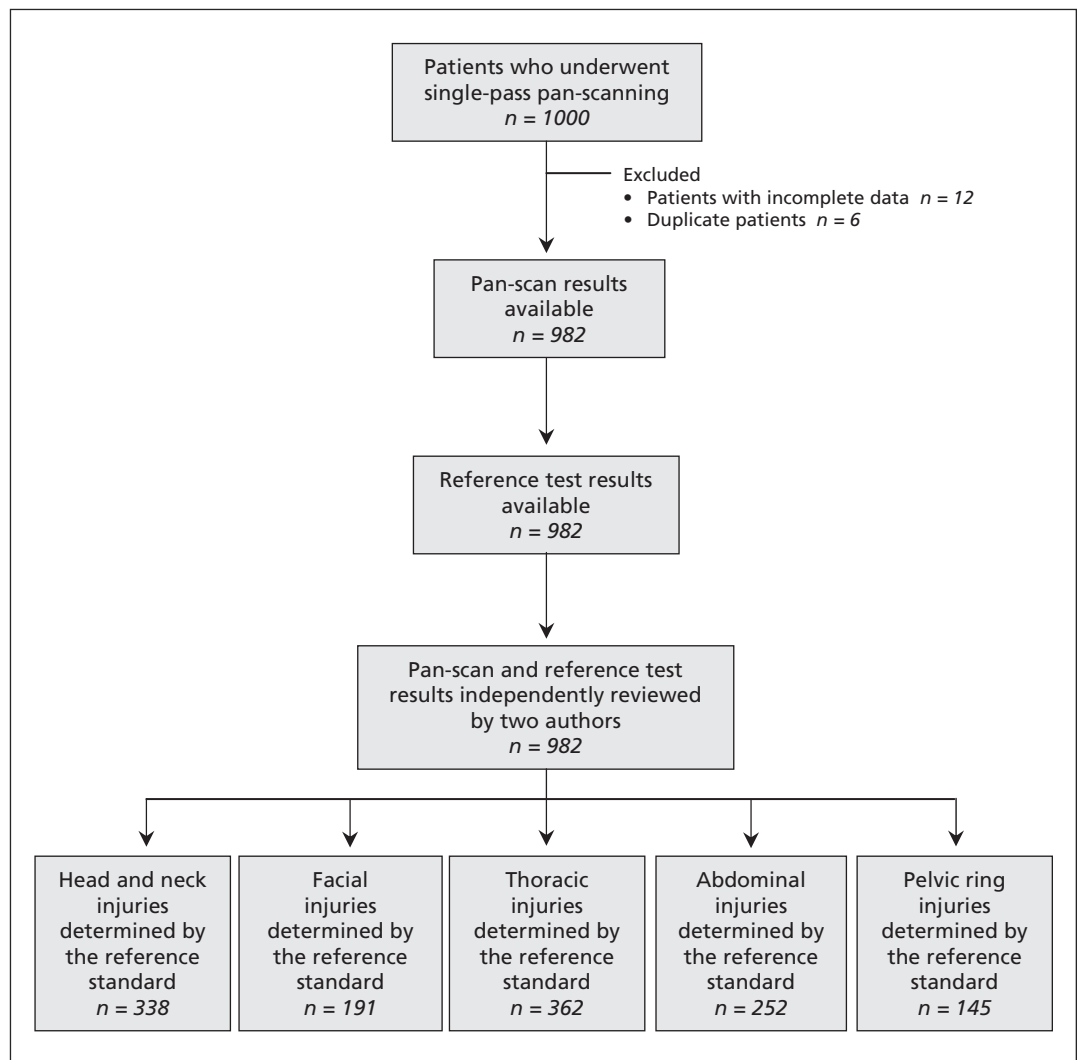 Patients who underwent
single-pass pan-scanning
n = 1000
Excluded
• Patients with incomplete data n = 12
• Duplicate patients n = 6
Pan-scan results
available
n = 982
Reference test results
available
n = 982
Pan-scan and reference test
results independently reviewed
by two authors
n = 982
Head and neck
injuries
determined by
the reference
standard
n = 338
Facial
injuries
determined by
the reference
standard
n = 191
Thoracic
injuries
determined by
the reference
standard
n = 362
Abdominal
injuries
determined by
the reference
standard
n = 252
Pelvic ring
injuries
determined by
the reference
standard
n = 145